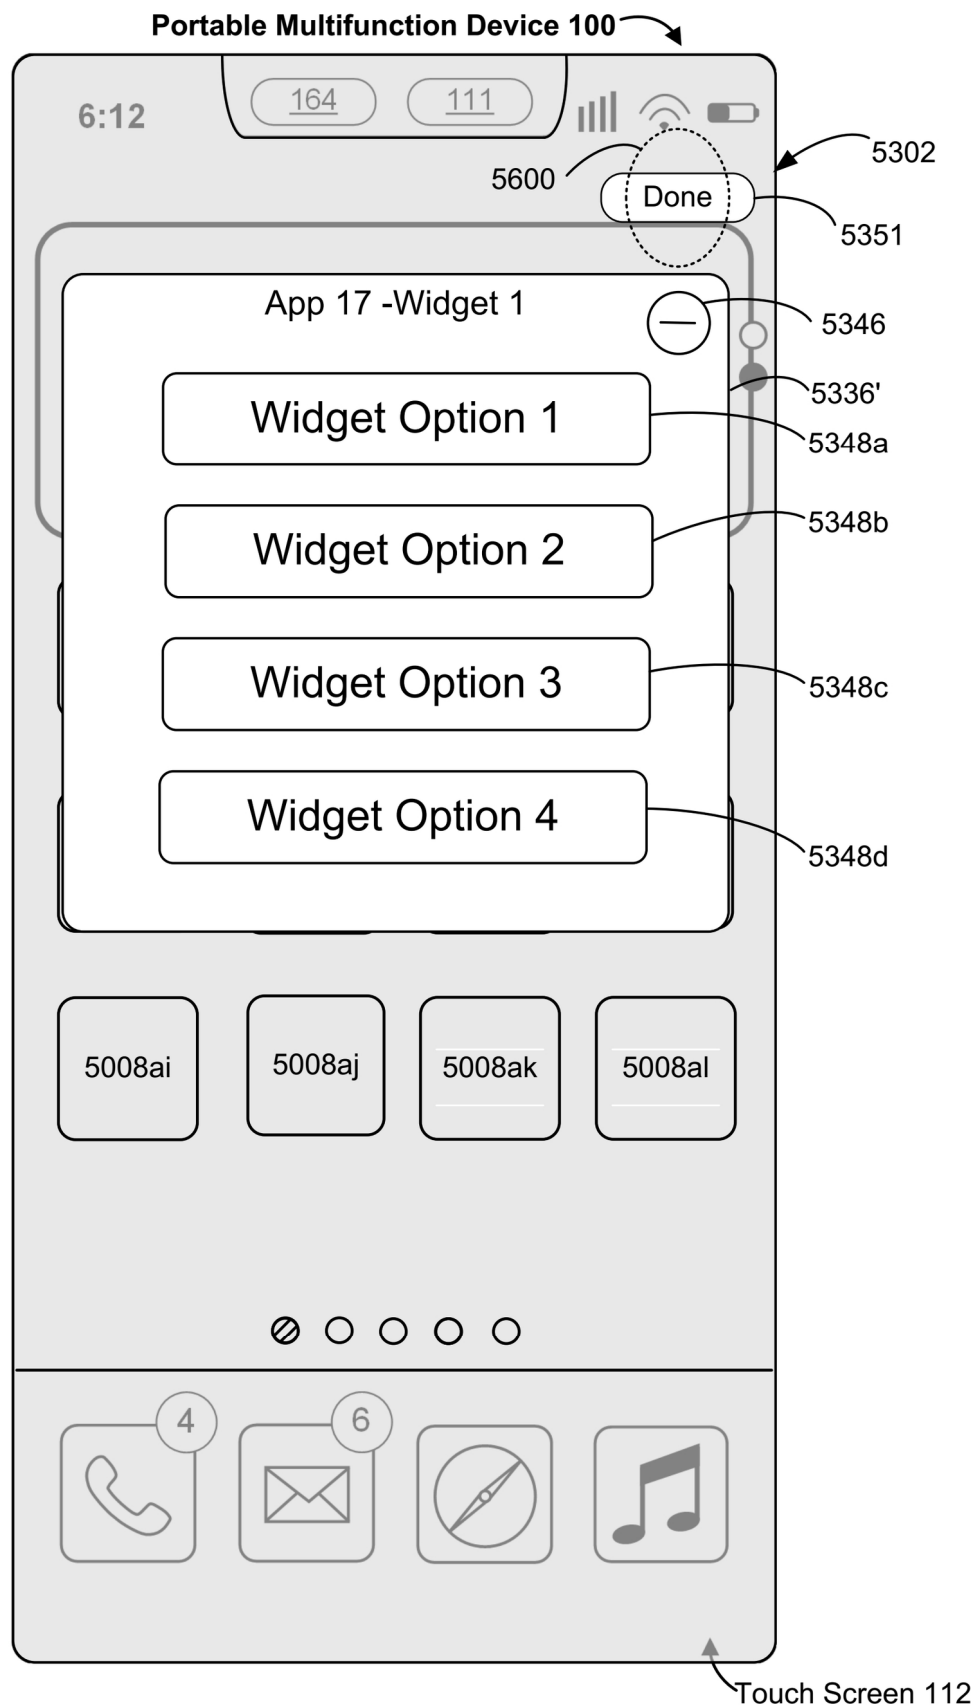 Portable Multifunction Device 100
6:12
164
111
5302
5600
Done
5351
App 17 -Widget 1
5346
5336'
Widget Option 1
5348a
Widget Option 2
5348b
Widget Option 3
5348c
Widget Option 4
5348d
5008ai
5008aj
5008ak
5008al
4
6
Touch Screen 112